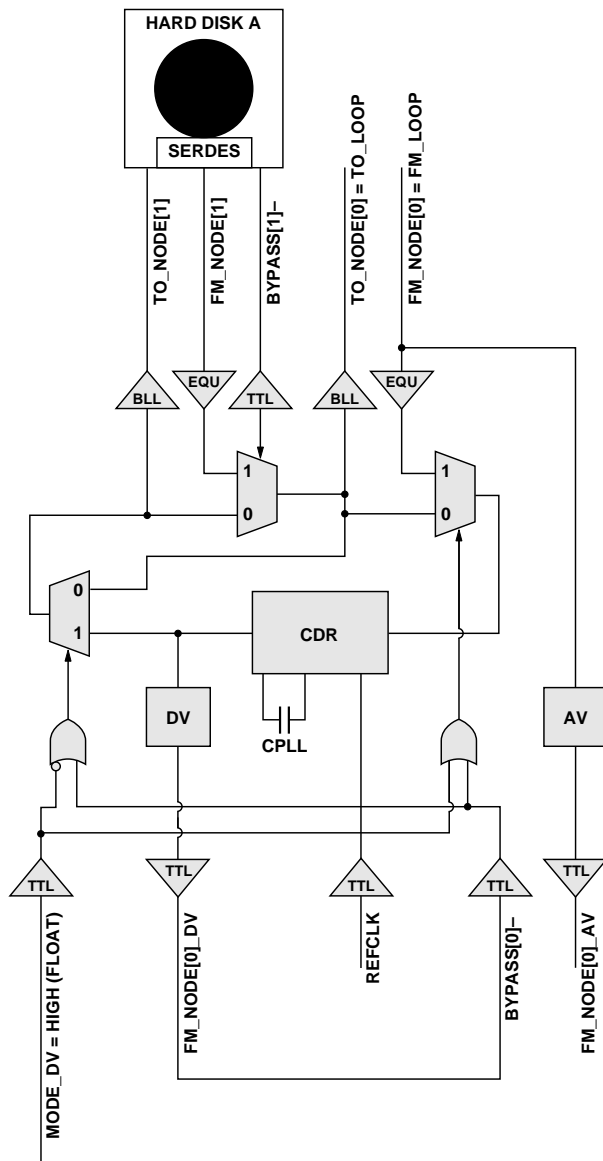 HARD DISK A
SERDES
TO_NODE[1]
FM_NODE[1]
BYPASS[1]–
TO_NODE[0] = TO_LOOP
FM_NODE[0] = FM_LOOP
BLL
EQU
TTL
BLL
EQU
1
0
1
0
0
1
CDR
DV
CPLL
AV
TTL
TTL
TTL
TTL
TTL
MODE_DV = HIGH (FLOAT)
FM_NODE[0]_DV
REFCLK
BYPASS[0]–
FM_NODE[0]_AV